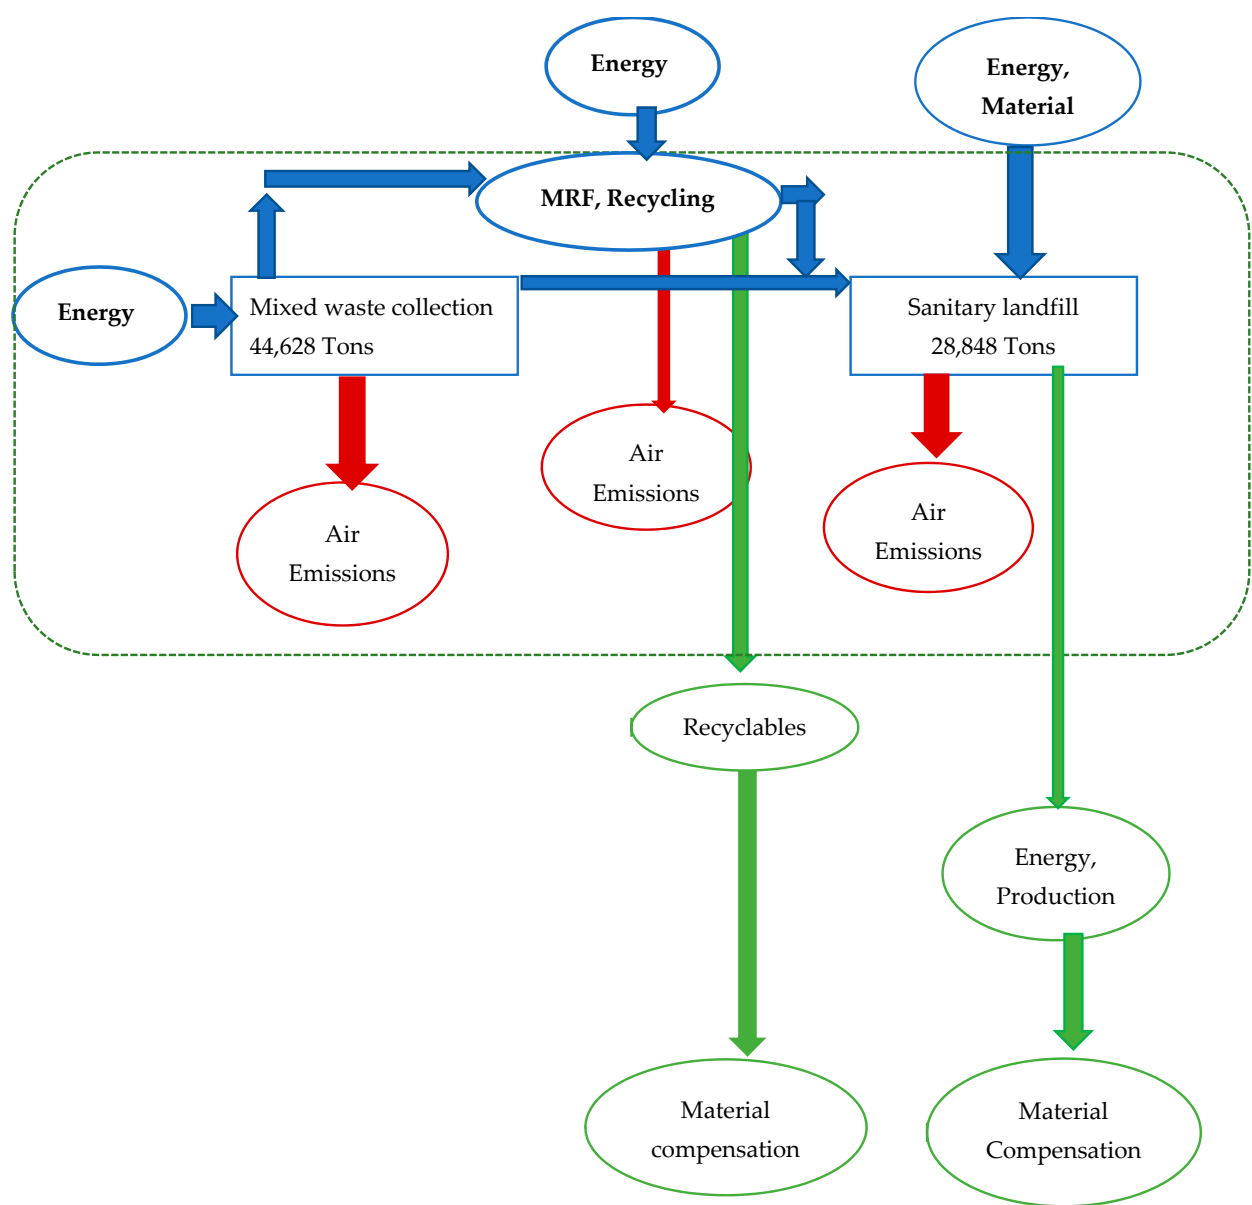 Energy
Energy,
Material
MRF, Recycling
Energy
Mixed waste collection
44,628 Tons
Sanitary landfill
28,848 Tons
Air
Emissions
Air
Emissions
Air
Emissions
Recyclables
Energy,
Production
Material
compensation
Material
Compensation